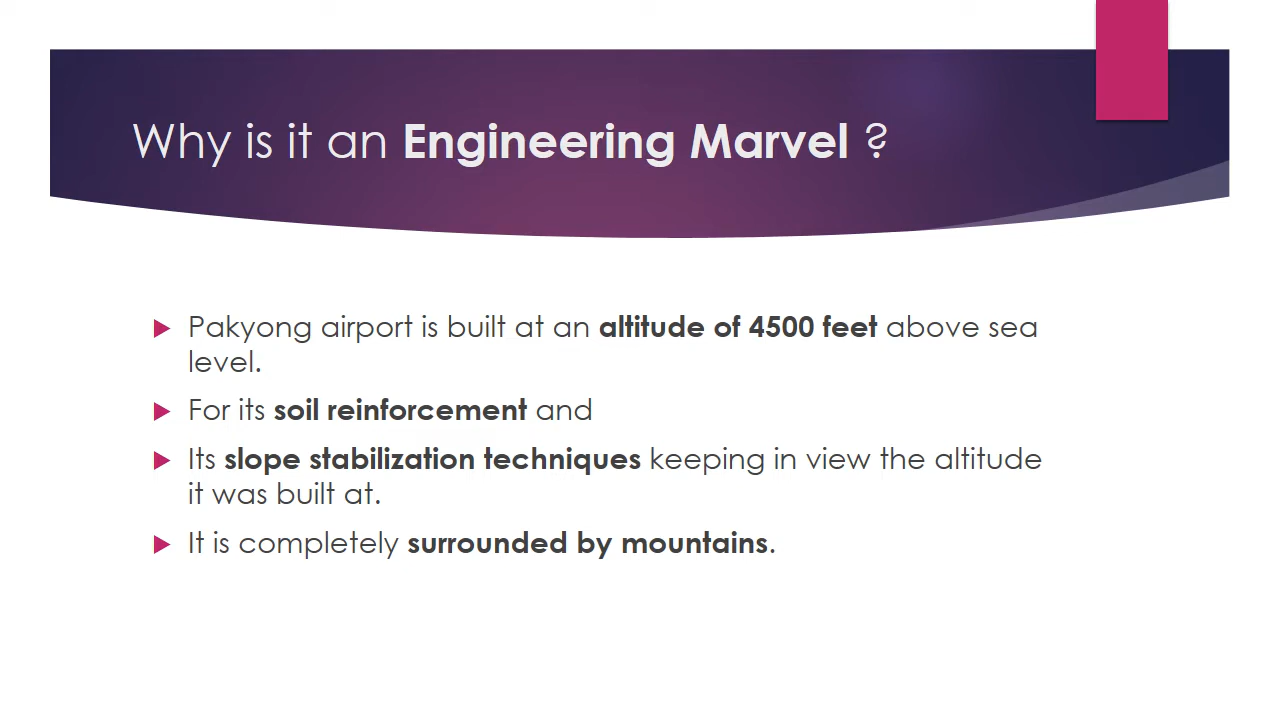 Why is it an Engineering Marvel ?
Pakyong airport is built at an altitude of 4500 feet above sea
level.
For its soil reinforcement and
Its slope stabilization techniques keeping in view the altitude
it was built at.
It is completely surrounded by mountains.